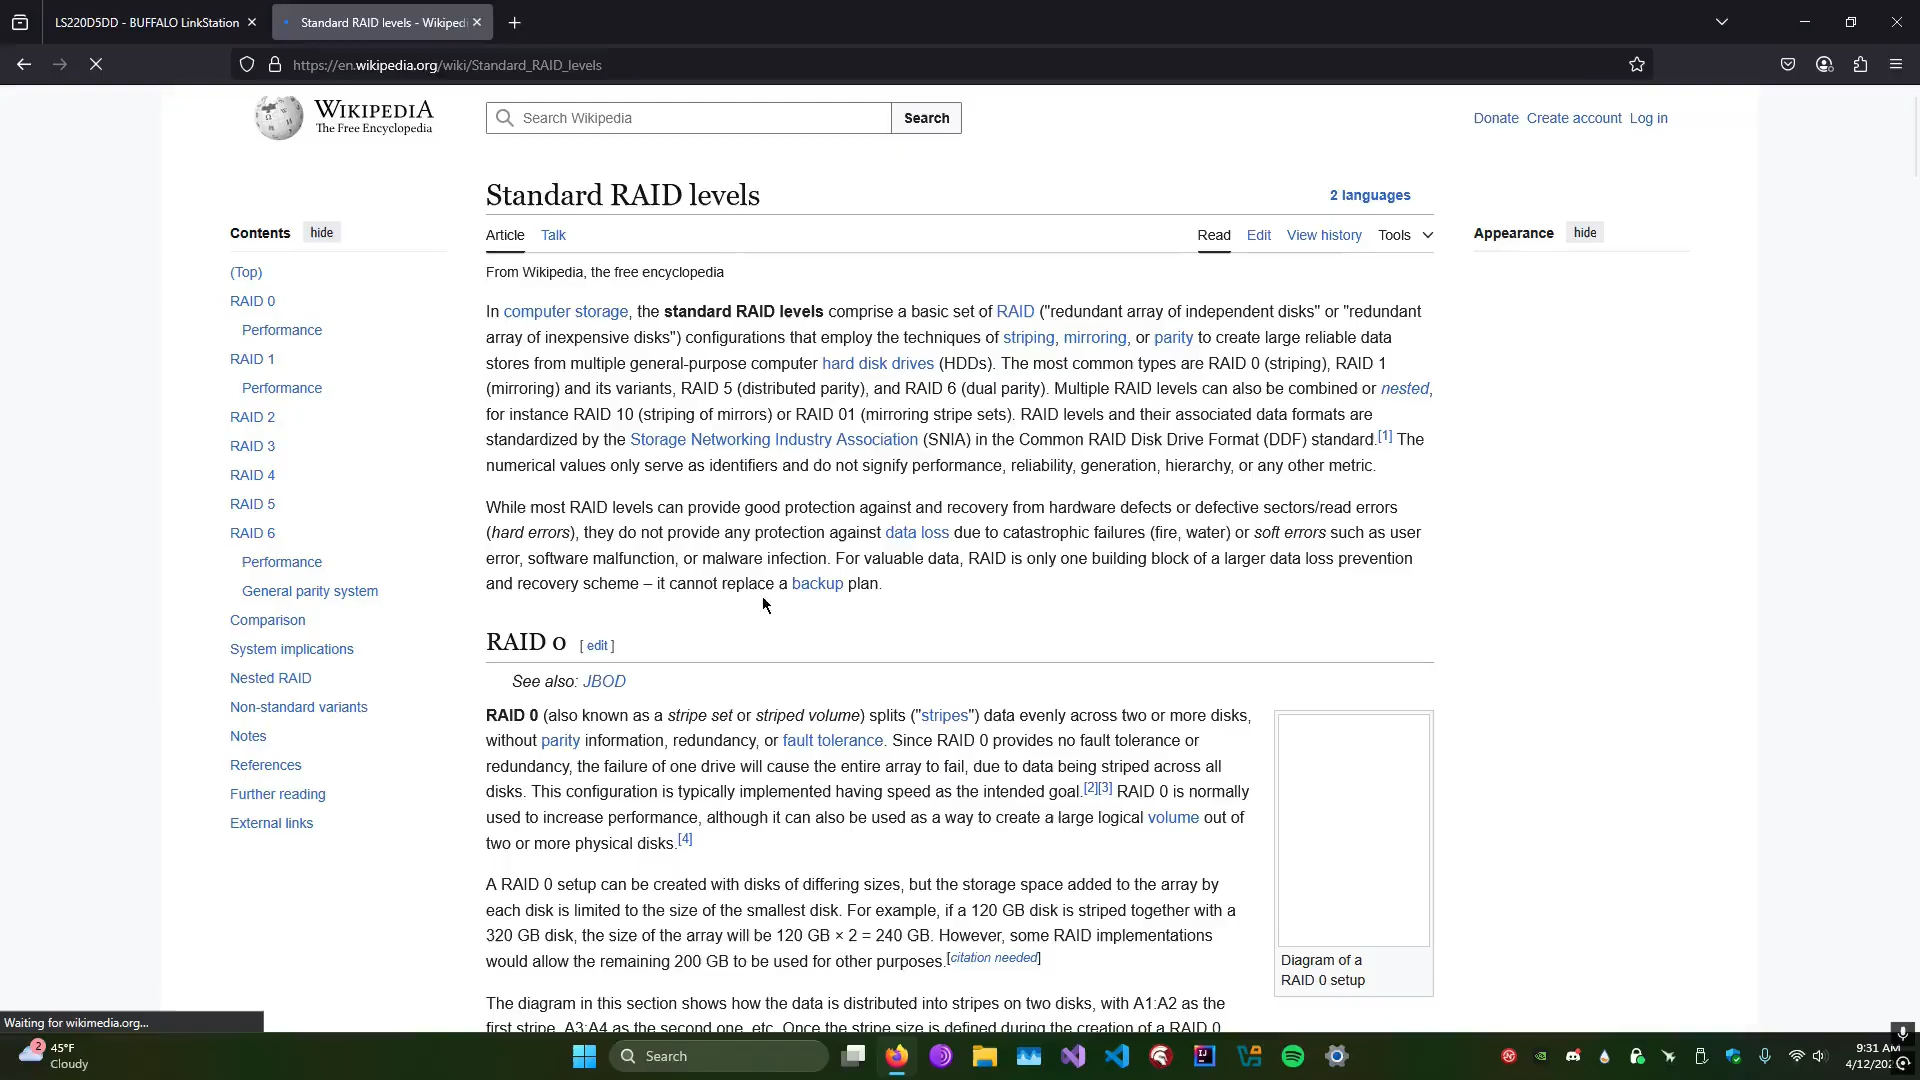 LS220D5DD - BUFFALO LinkStation
Standard RAID levels - Wikipedi
https://en.wikipedia.org/wiki/Standard_RAID_levels
WIKIPEDIA
The Free Encyclopedia
Search Wikipedia
Search
Donate Create account Log in
Standard RAID levels
2 languages
Contents hide
Article Talk
Read Edit View history Tools
Appearance hide
From Wikipedia, the free encyclopedia
(Top)
RAID 0
Performance
RAID 1
Performance
RAID 2
RAID 3
RAID 4
RAID 5
RAID 6
Performance
General parity system
Comparison
System implications
Nested RAID
Non-standard variants
Notes
References
Further reading
External links
In computer storage, the standard RAID levels comprise a basic set of RAID ("redundant array of independent disks" or "redundant
array of inexpensive disks") configurations that employ the techniques of striping, mirroring, or parity to create large reliable data
stores from multiple general-purpose computer hard disk drives (HDDs). The most common types are RAID 0 (striping), RAID 1
(mirroring) and its variants, RAID 5 (distributed parity), and RAID 6 (dual parity). Multiple RAID levels can also be combined or nested,
for instance RAID 10 (striping of mirrors) or RAID 01 (mirroring stripe sets). RAID levels and their associated data formats are
standardized by the Storage Networking Industry Association (SNIA) in the Common RAID Disk Drive Format (DDF) standard.[1] The
numerical values only serve as identifiers and do not signify performance, reliability, generation, hierarchy, or any other metric.
While most RAID levels can provide good protection against and recovery from hardware defects or defective sectors/read errors
(hard errors), they do not provide any protection against data loss due to catastrophic failures (fire, water) or soft errors such as user
error, software malfunction, or malware infection. For valuable data, RAID is only one building block of a larger data loss prevention
and recovery scheme – it cannot replace a backup plan.
RAID 0 [ edit ]
See also: JBOD
RAID 0 (also known as a stripe set or striped volume) splits ("stripes") data evenly across two or more disks,
without parity information, redundancy, or fault tolerance. Since RAID 0 provides no fault tolerance or
redundancy, the failure of one drive will cause the entire array to fail, due to data being striped across all
disks. This configuration is typically implemented having speed as the intended goal.[2][3] RAID 0 is normally
used to increase performance, although it can also be used as a way to create a large logical volume out of
two or more physical disks.[4]
A RAID 0 setup can be created with disks of differing sizes, but the storage space added to the array by
each disk is limited to the size of the smallest disk. For example, if a 120 GB disk is striped together with a
320 GB disk, the size of the array will be 120 GB × 2 = 240 GB. However, some RAID implementations
would allow the remaining 200 GB to be used for other purposes.[citation needed]
Diagram of a
RAID 0 setup
The diagram in this section shows how the data is distributed into stripes on two disks, with A1:A2 as the
first stripe, A3:A4 as the second one, etc. Once the stripe size is defined during the creation of a RAID 0
Waiting for wikimedia.org...
2
45°F
Cloudy
Search
9:31 AM
4/12/202